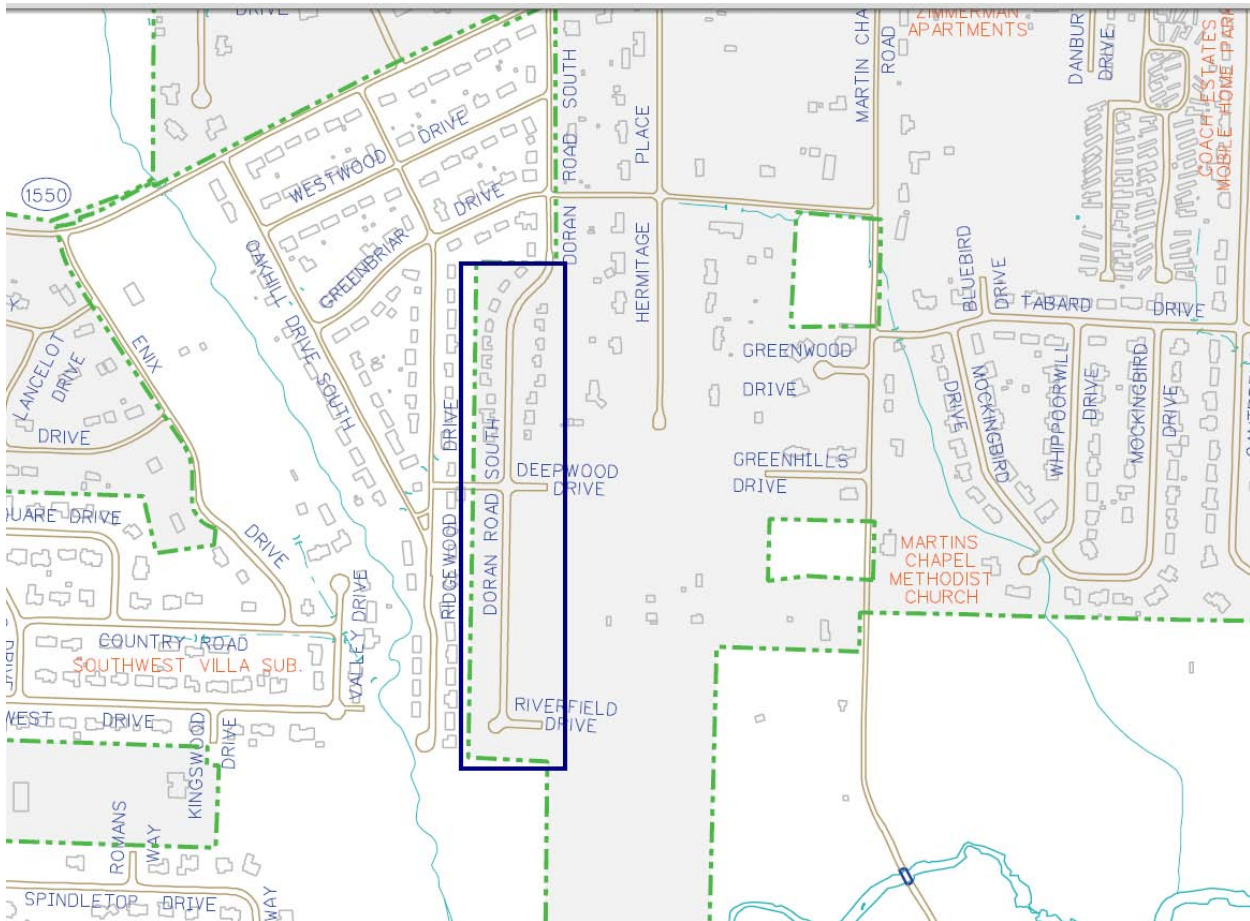 DRIVE
ZIMMERMAN
APARTMENTS
MARTIN CHA
ROAD
DANBUR
DRIVE
COACH ESTATES
MOBILE HOME PARK
DORAN ROAD SOUTH
PLACE
HERMITAGE
WESTWOOD DRIVE
1550
GREENBRIAR DRIVE
OAKHILL DRIVE SOUTH
ENIX
DRIVE
LANCELOT
DRIVE
DRIVE
BLUEBIRD
DRIVE
TABARD DRIVE
GREENWOOD
DRIVE
MOCKINGBIRD
DRIVE
WHIPPOORWILL
DRIVE
MOCKINGBIRD
DRIVE
RIDGEWOOD DRIVE
DORAN ROAD SOUTH
DEEPWOOD
DRIVE
GREENHILLS
DRIVE
UARE DRIVE
MARTINS
CHAPEL
METHODIST
CHURCH
COUNTRY ROAD
SOUTHWEST VILLA SUB.
VALLEY DRIVE
WEST DRIVE
KINGSWOOD
DRIVE
RIVERFIELD
DRIVE
ROMANS
WAY
SPINDLETOP DRIVE
WAY